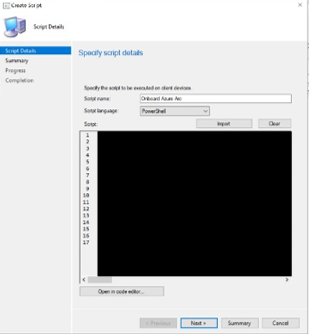 Create Script
Script Details
Script Details
Summary
Progress
Completion
Specify script details
Specify the script to be executed on client devices.
Script name:
Onboard Azure Arc
Script language:
PowerShell
Script:
Import
Clear
1
2
3
4
5
6
7
8
9
10
11
12
13
14
15
16
17
Open in code editor...
< Previous
Next >
Summary
Cancel